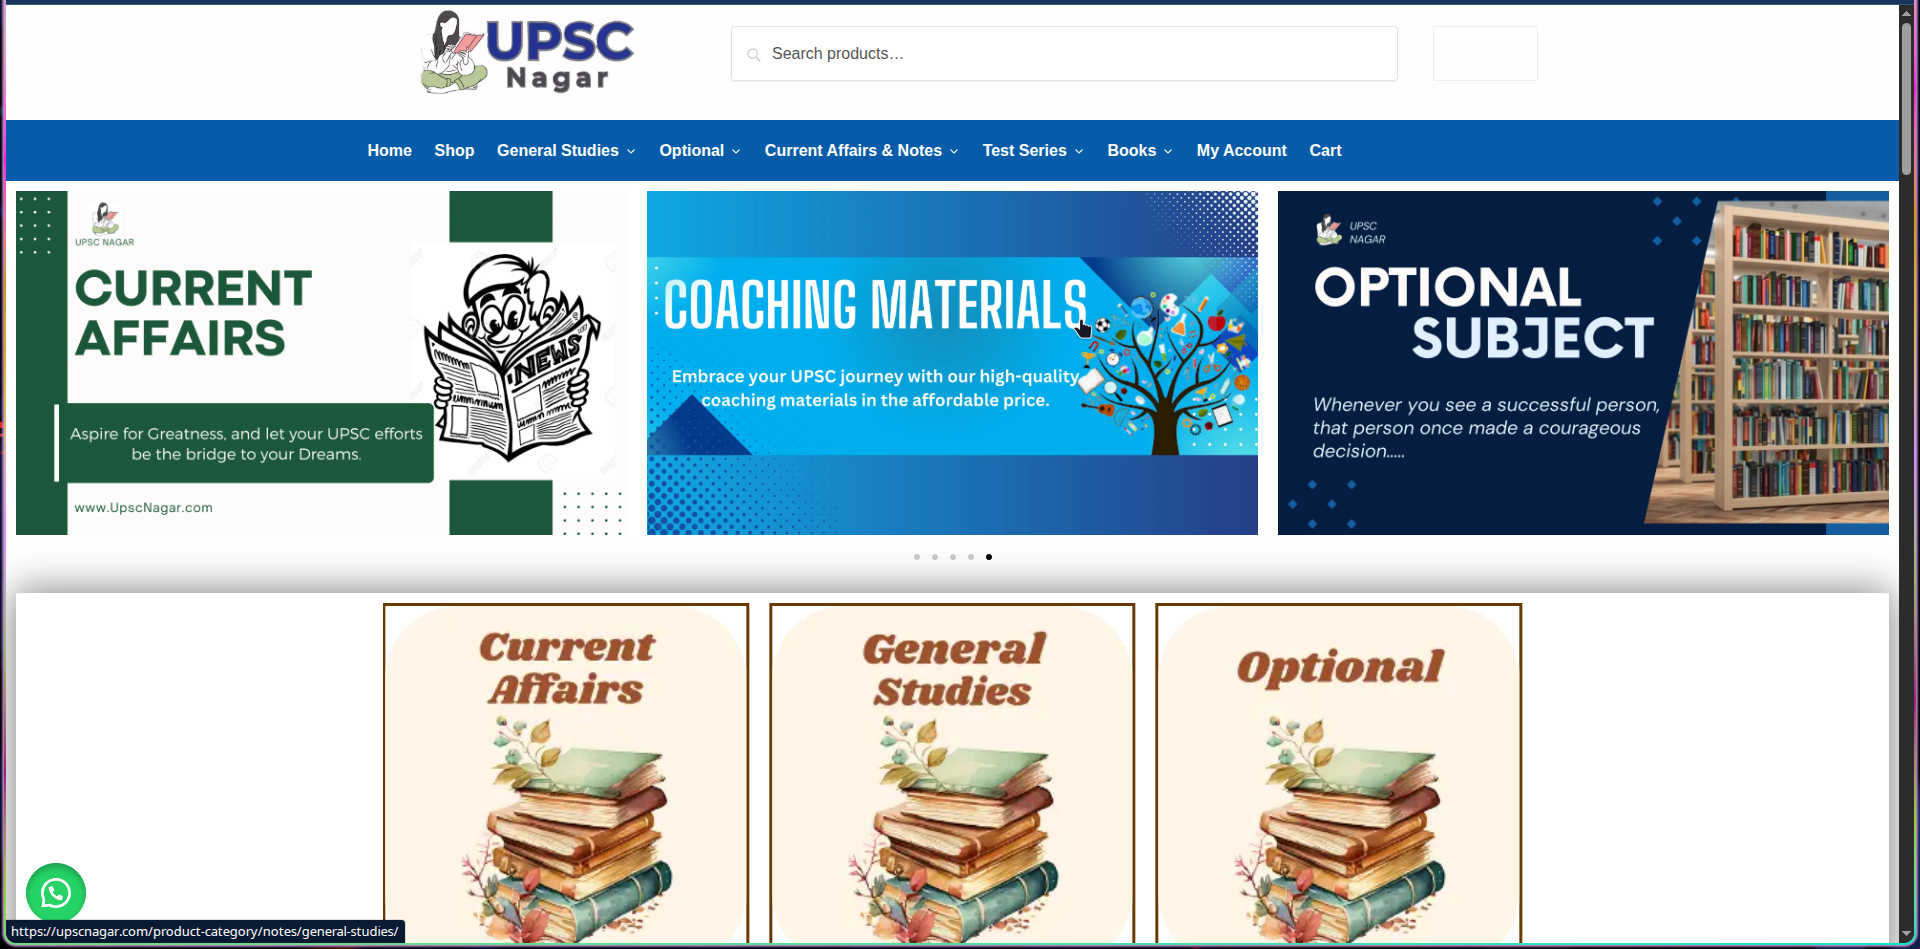 UPSC
Nagar
Search products…
Home Shop General Studies Optional Current Affairs & Notes Test Series Books My Account Cart
UPSC NAGAR
CURRENT
AFFAIRS
NEWS
Aspire for Greatness, and let your UPSC efforts
be the bridge to your Dreams.
www.UpscNagar.com
COACHING MATERIALS
Embrace your UPSC journey with our high-quality
coaching materials in the affordable price.
UPSC
NAGAR
OPTIONAL
SUBJECT
Whenever you see a successful person,
that person once made a courageous
decision.....
Current
Affairs
General
Studies
Optional
https://upscnagar.com/product-category/notes/general-studies/